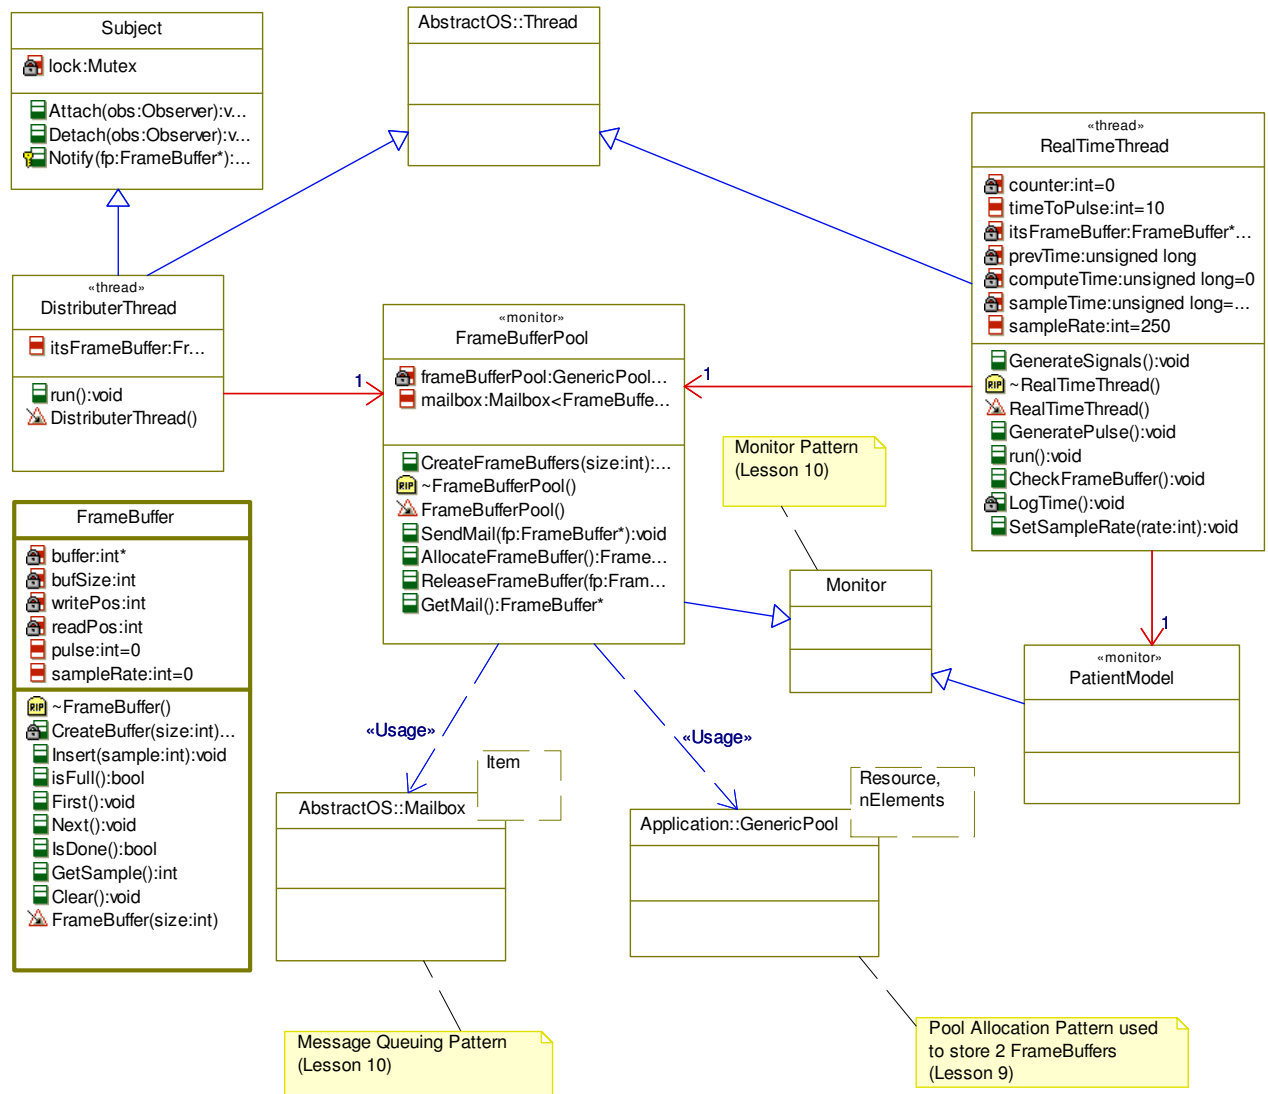 Subject
lock:Mutex
Attach(obs:Observer):v...
Detach(obs:Observer):v...
Notify(fp:FrameBuffer*):...
AbstractOS::Thread
«thread»
RealTimeThread
counter:int=0
timeToPulse:int=10
itsFrameBuffer:FrameBuffer*...
prevTime:unsigned long
computeTime:unsigned long=0
sampleTime:unsigned long=...
sampleRate:int=250
GenerateSignals():void
RIP ~RealTimeThread()
RealTimeThread()
GeneratePulse():void
run():void
CheckFrameBuffer():void
LogTime():void
SetSampleRate(rate:int):void
«thread»
DistributerThread
itsFrameBuffer:Fr...
run():void
DistributerThread()
1
«monitor»
FrameBufferPool
frameBufferPool:GenericPool...
mailbox:Mailbox<FrameBuffe...
CreateFrameBuffers(size:int):...
RIP ~FrameBufferPool()
FrameBufferPool()
SendMail(fp:FrameBuffer*):void
AllocateFrameBuffer():Frame...
ReleaseFrameBuffer(fp:Fram...
GetMail():FrameBuffer*
1
Monitor Pattern
(Lesson 10)
Monitor
1
«monitor»
PatientModel
FrameBuffer
buffer:int*
bufSize:int
writePos:int
readPos:int
pulse:int=0
sampleRate:int=0
RIP ~FrameBuffer()
CreateBuffer(size:int)...
Insert(sample:int):void
isFull():bool
First():void
Next():void
IsDone():bool
GetSample():int
Clear():void
FrameBuffer(size:int)
«Usage»
«Usage»
Item
AbstractOS::Mailbox
Resource,
nElements
Application::GenericPool
Message Queuing Pattern
(Lesson 10)
Pool Allocation Pattern used
to store 2 FrameBuffers
(Lesson 9)